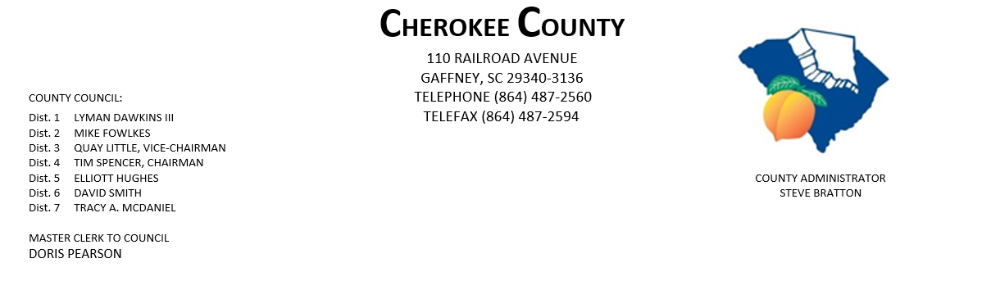 CHEROKEE COUNTY
110 RAILROAD AVENUE
GAFFNEY, SC 29340-3136
TELEPHONE (864) 487-2560
TELEFAX (864) 487-2594
COUNTY COUNCIL:
Dist. 1 LYMAN DAWKINS III
Dist. 2 MIKE FOWLKES
Dist. 3 QUAY LITTLE, VICE-CHAIRMAN
Dist. 4 TIM SPENCER, CHAIRMAN
Dist. 5 ELLIOTT HUGHES
Dist. 6 DAVID SMITH
Dist. 7 TRACY A. MCDANIEL
MASTER CLERK TO COUNCIL
DORIS PEARSON
COUNTY ADMINISTRATOR
STEVE BRATTON